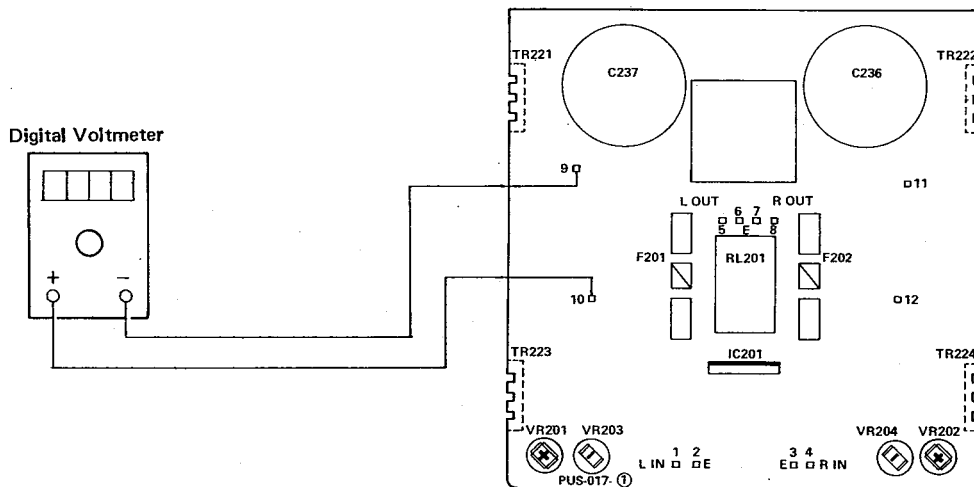 TR221
C237
C236
TR222
Digital Voltmeter
+ −
9
11
L OUT R OUT
6 7
5 E 8
F201
RL201
F202
10
12
IC201
TR223
TR224
VR201 VR203
VR204 VR202
1 2 3 4
L IN E E R IN
PUS-017- ①